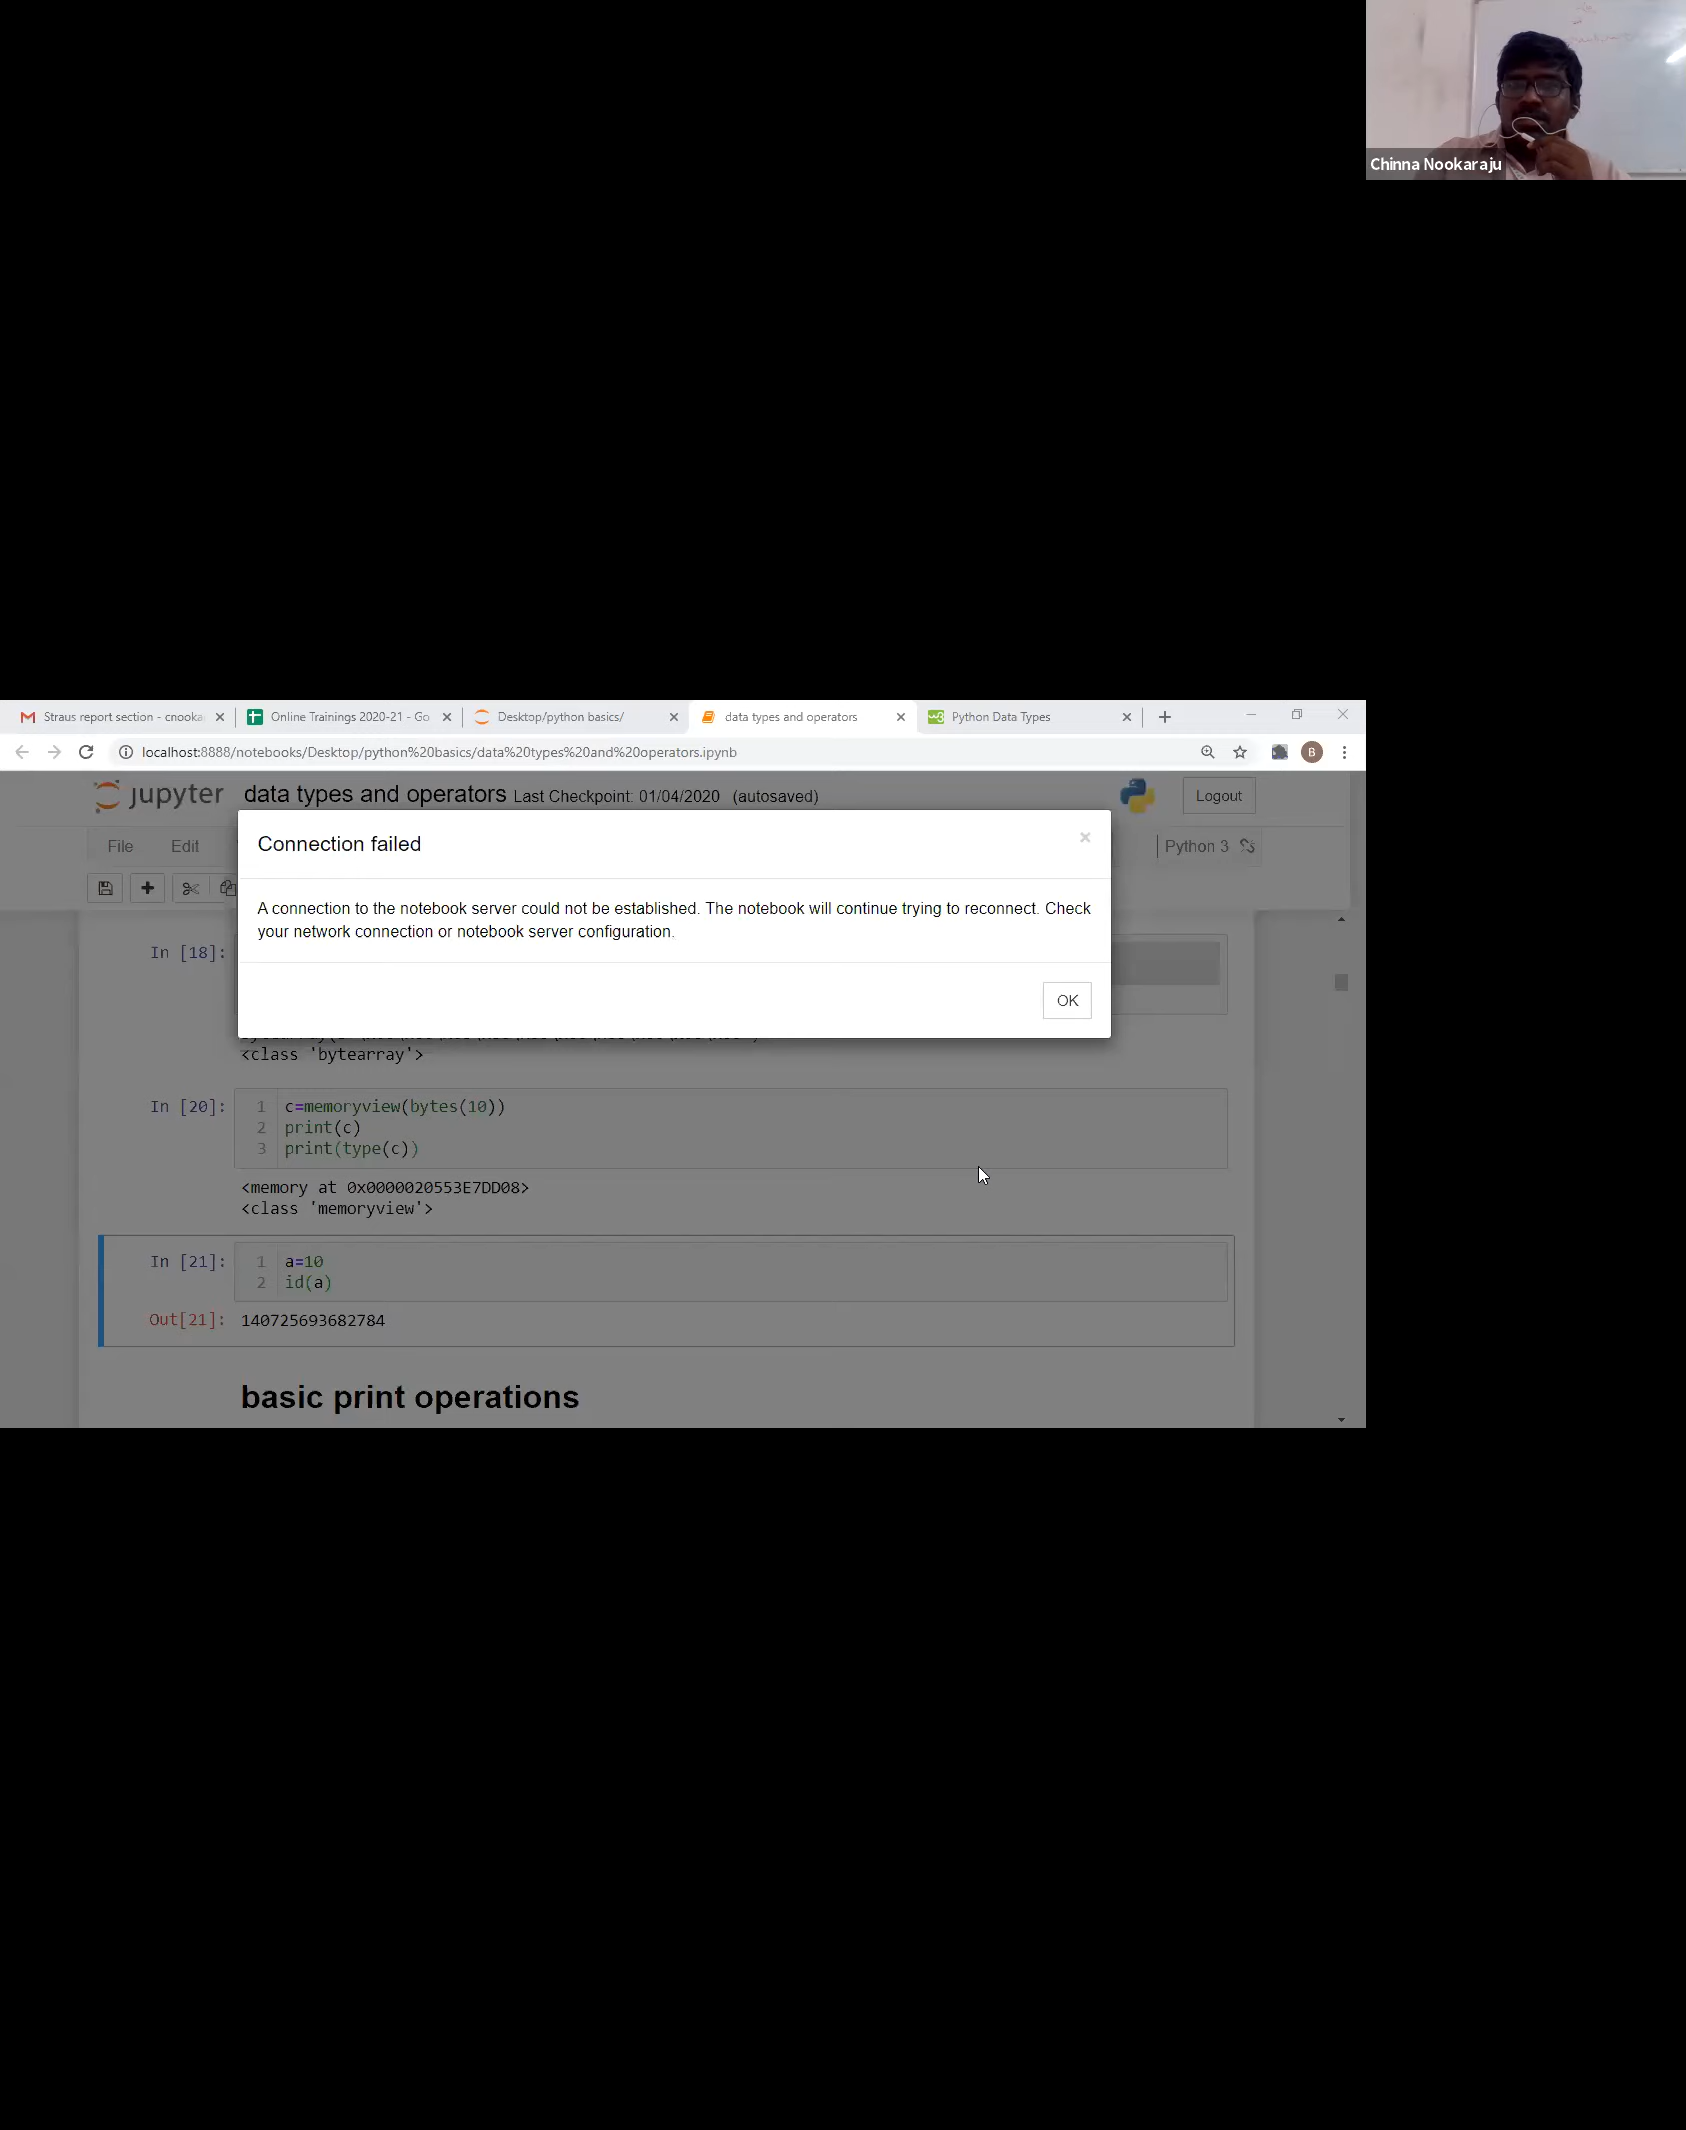 Chinna Nookaraju
Straus report section - cnooka
Online Trainings 2020-21 - Go
Desktop/python basics/
data types and operators
Python Data Types
localhost:8888/notebooks/Desktop/python%20basics/data%20types%20and%20operators.ipynb
B
jupyter data types and operators Last Checkpoint: 01/04/2020 (autosaved)
Logout
File Edit
Python 3
Connection failed
A connection to the notebook server could not be established. The notebook will continue trying to reconnect. Check
your network connection or notebook server configuration.
OK
In [18]:
<class 'bytearray'>
In [20]:
1 c=memoryview(bytes(10))
2 print(c)
3 print(type(c))
<memory at 0x0000020553E7DD08>
<class 'memoryview'>
In [21]:
1 a=10
2 id(a)
Out[21]: 140725693682784
basic print operations